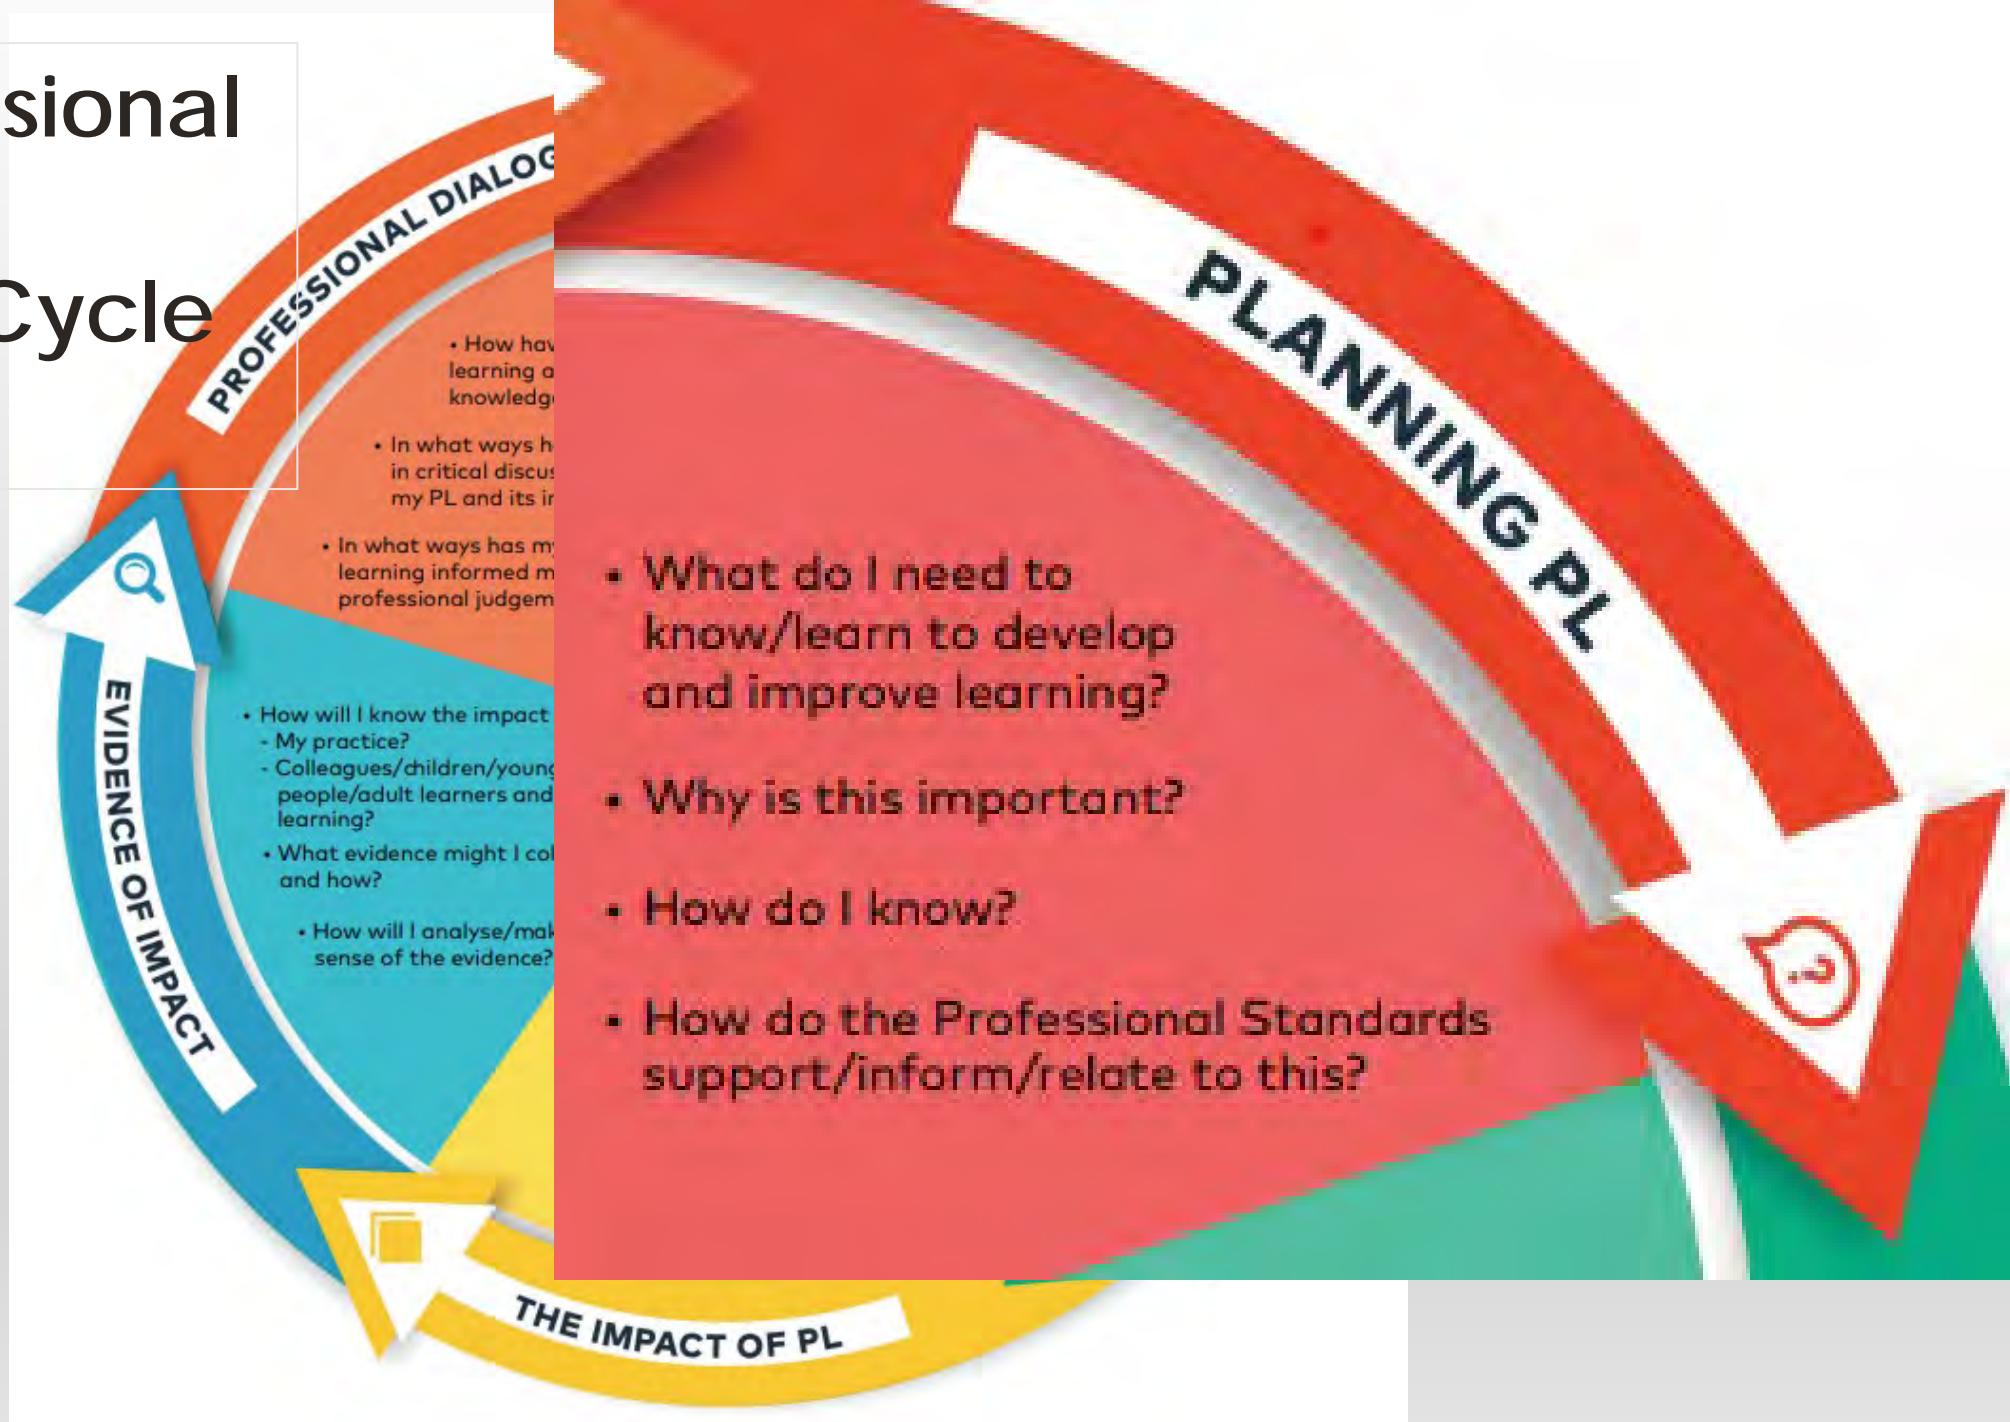 sional
Cycle
PROFESSIONAL DIALOG
• How hav
learning a
knowledg
• In what ways h
in critical discus
my PL and its i
• In what ways has my
learning informed m
professional judgem
EVIDENCE OF IMPACT
• How will I know the impact
- My practice?
- Colleagues/children/young
people/adult learners and
learning?
• What evidence might I col
and how?
• How will I analyse/mak
sense of the evidence?
THE IMPACT OF PL
PLANNING PL
• What do I need to
know/learn to develop
and improve learning?
• Why is this important?
• How do I know?
• How do the Professional Standards
support/inform/relate to this?
?